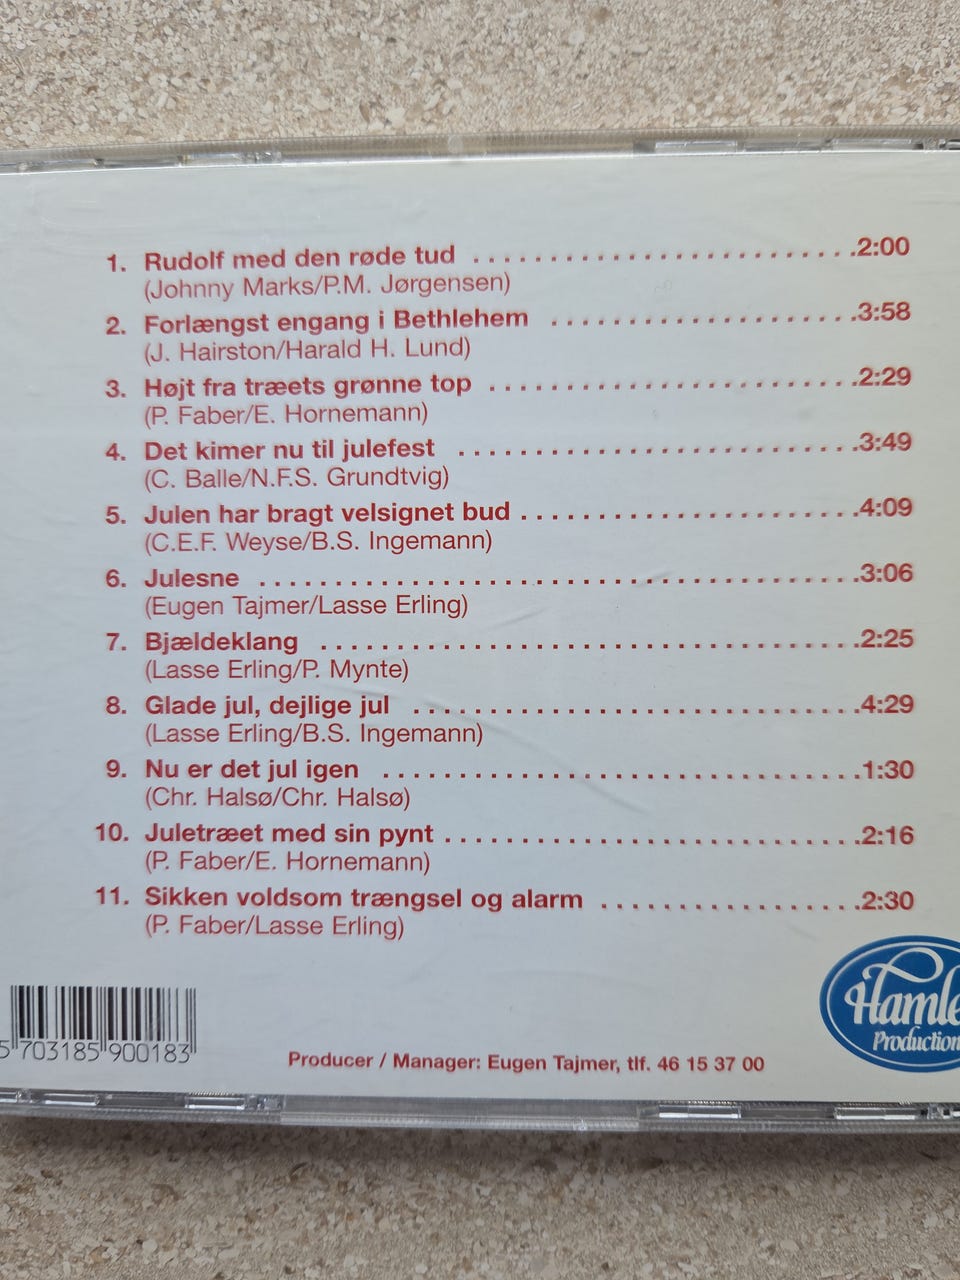 1. Rudolf med den røde tud .........................2:00
(Johnny Marks/P.M. Jørgensen)
2. Forlængst engang i Bethlehem ....................3:58
(J. Hairston/Harald H. Lund)
3. Højt fra træets grønne top ........................2:29
(P. Faber/E. Hornemann)
4. Det kimer nu til julefest ..........................3:49
(C. Balle/N.F.S. Grundtvig)
5. Julen har bragt velsignet bud ......................4:09
(C.E.F. Weyse/B.S. Ingemann)
6. Julesne .......................................3:06
(Eugen Tajmer/Lasse Erling)
7. Bjældeklang ...................................2:25
(Lasse Erling/P. Mynte)
8. Glade jul, dejlige jul .............................4:29
(Lasse Erling/B.S. Ingemann)
9. Nu er det jul igen ...............................1:30
(Chr. Halsø/Chr. Halsø)
10. Juletræet med sin pynt ...........................2:16
(P. Faber/E. Hornemann)
11. Sikken voldsom trængsel og alarm .................2:30
(P. Faber/Lasse Erling)
Hamle
Production
5 703185 900183
Producer / Manager: Eugen Tajmer, tlf. 46 15 37 00